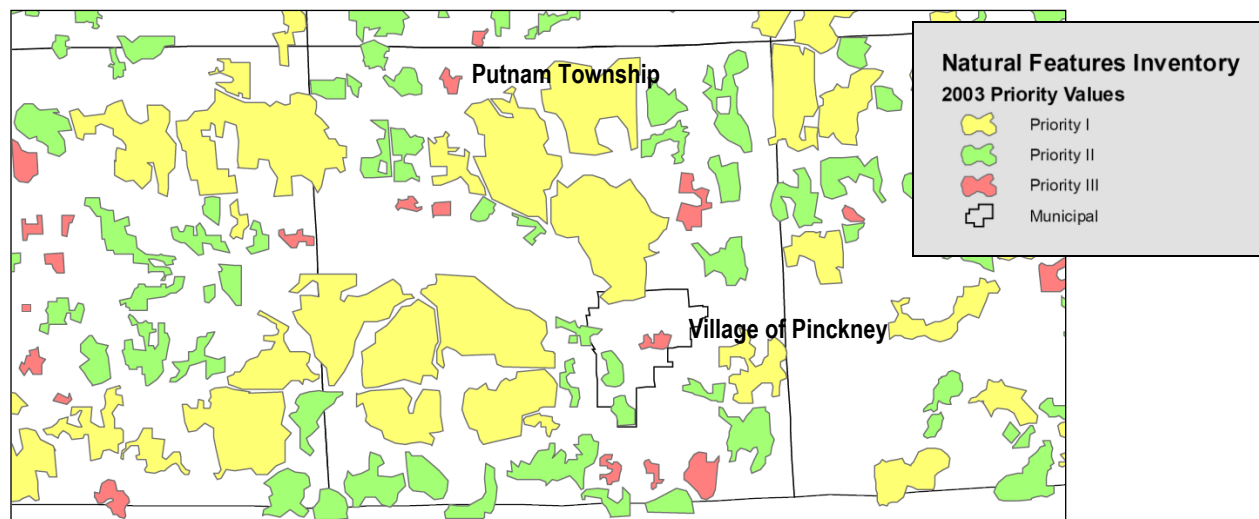 Natural Features Inventory
2003 Priority Values
Priority I
Priority II
Priority III
Municipal
Putnam Township
Village of Pinckney